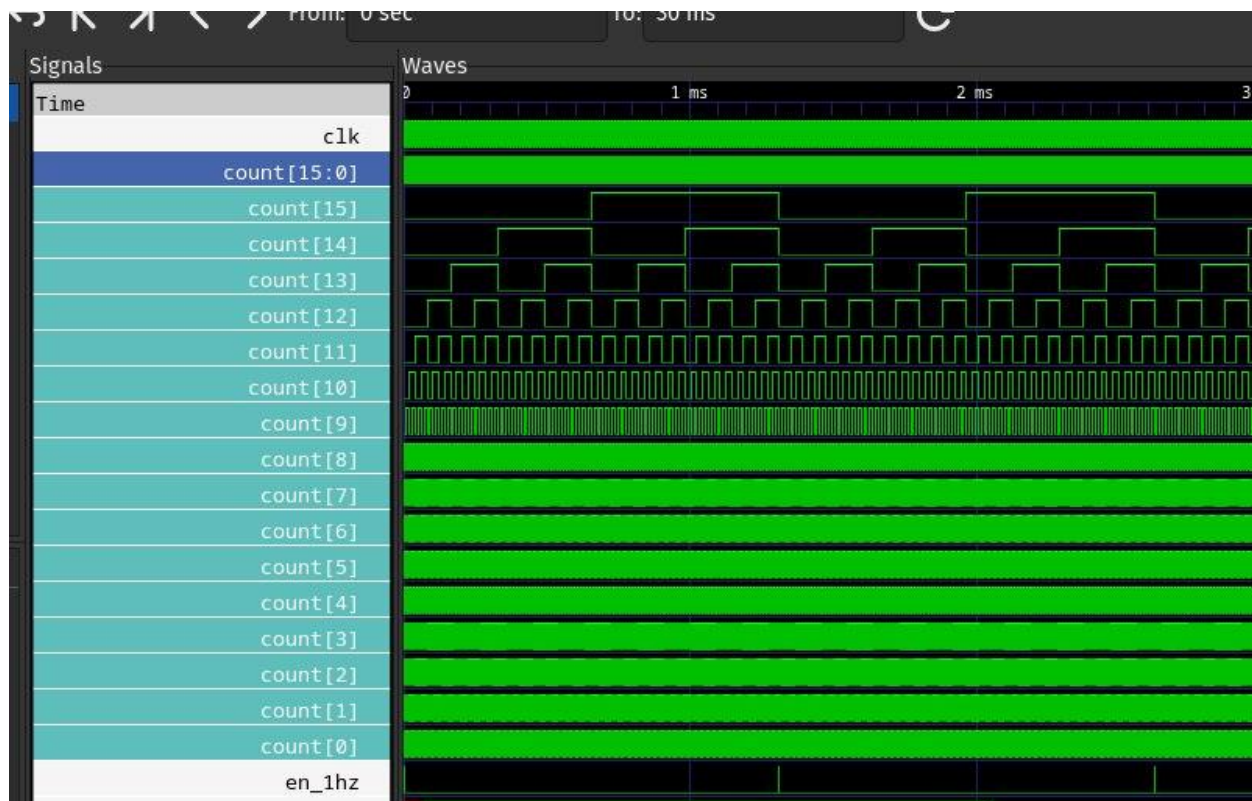 From: 0 sec To: 30 ms
Signals Waves
Time 0 1 ms 2 ms 3
clk
count[15:0]
count[15]
count[14]
count[13]
count[12]
count[11]
count[10]
count[9]
count[8]
count[7]
count[6]
count[5]
count[4]
count[3]
count[2]
count[1]
count[0]
en_1hz